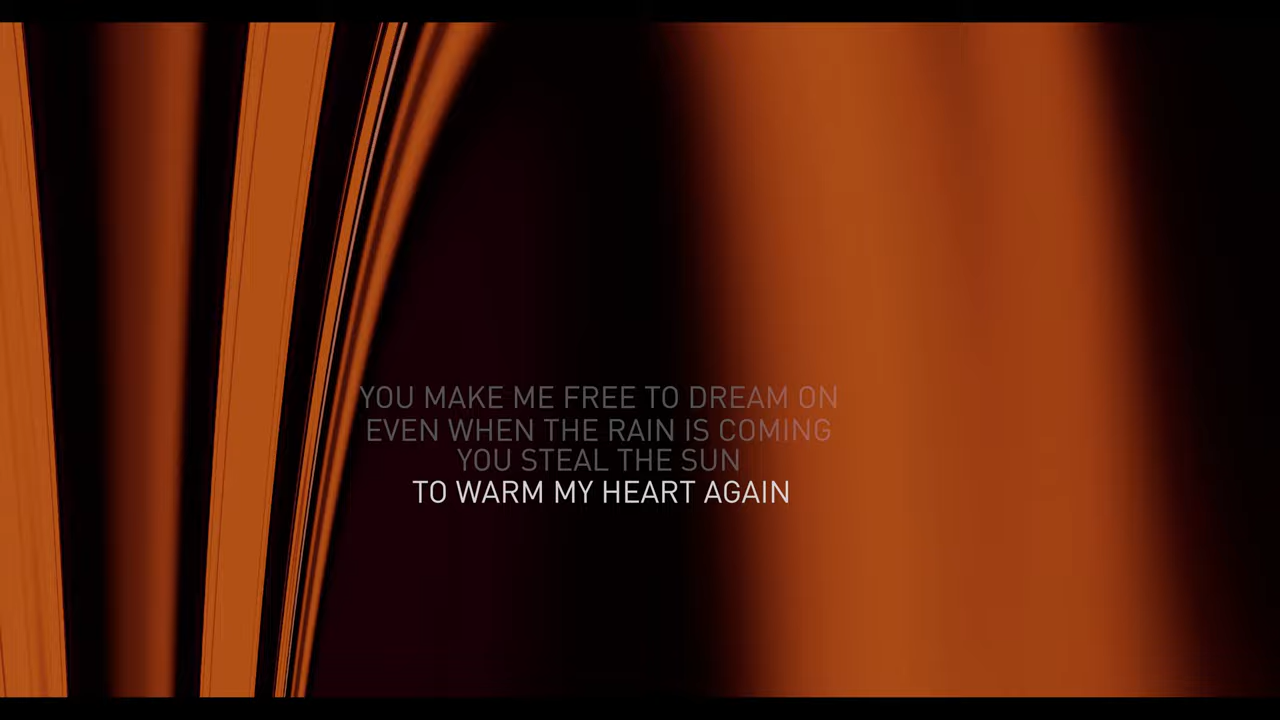 YOU MAKE ME FREE TO DREAM ON
EVEN WHEN THE RAIN IS COMING
YOU STEAL THE SUN
TO WARM MY HEART AGAIN